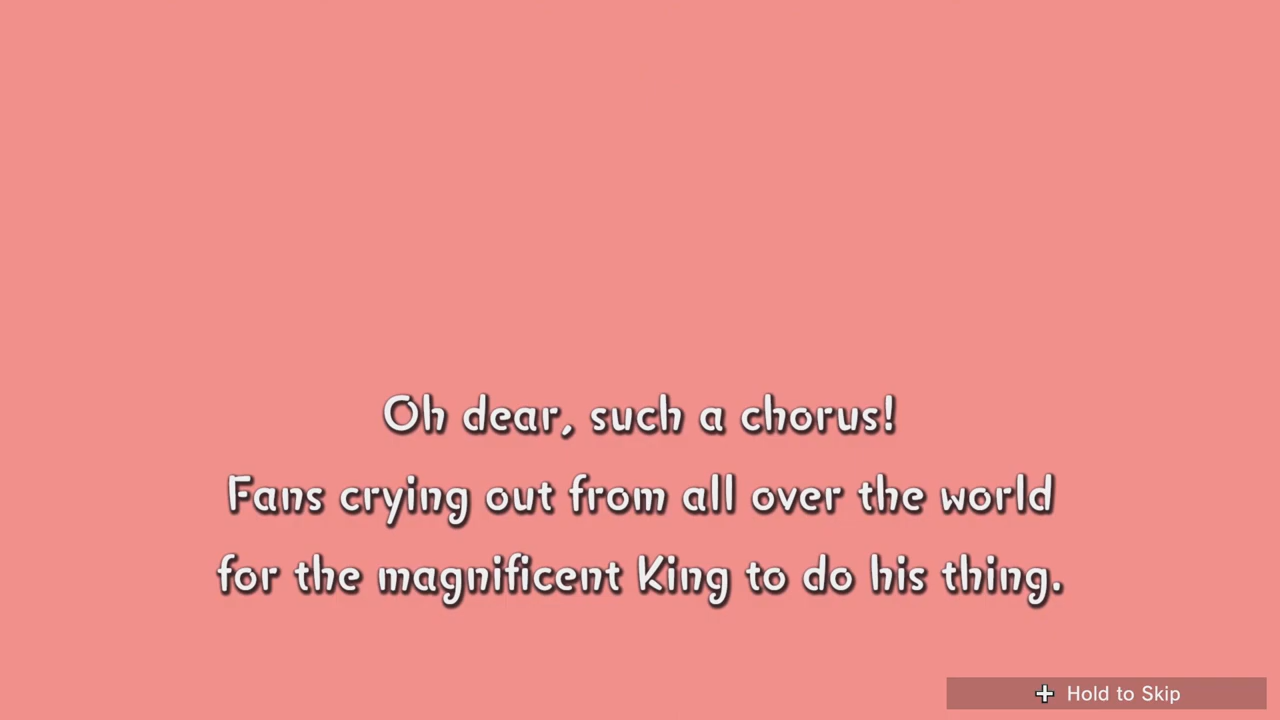 Oh dear, such a chorus!
Fans crying out from all over the world
for the magnificent King to do his thing.
Hold to Skip